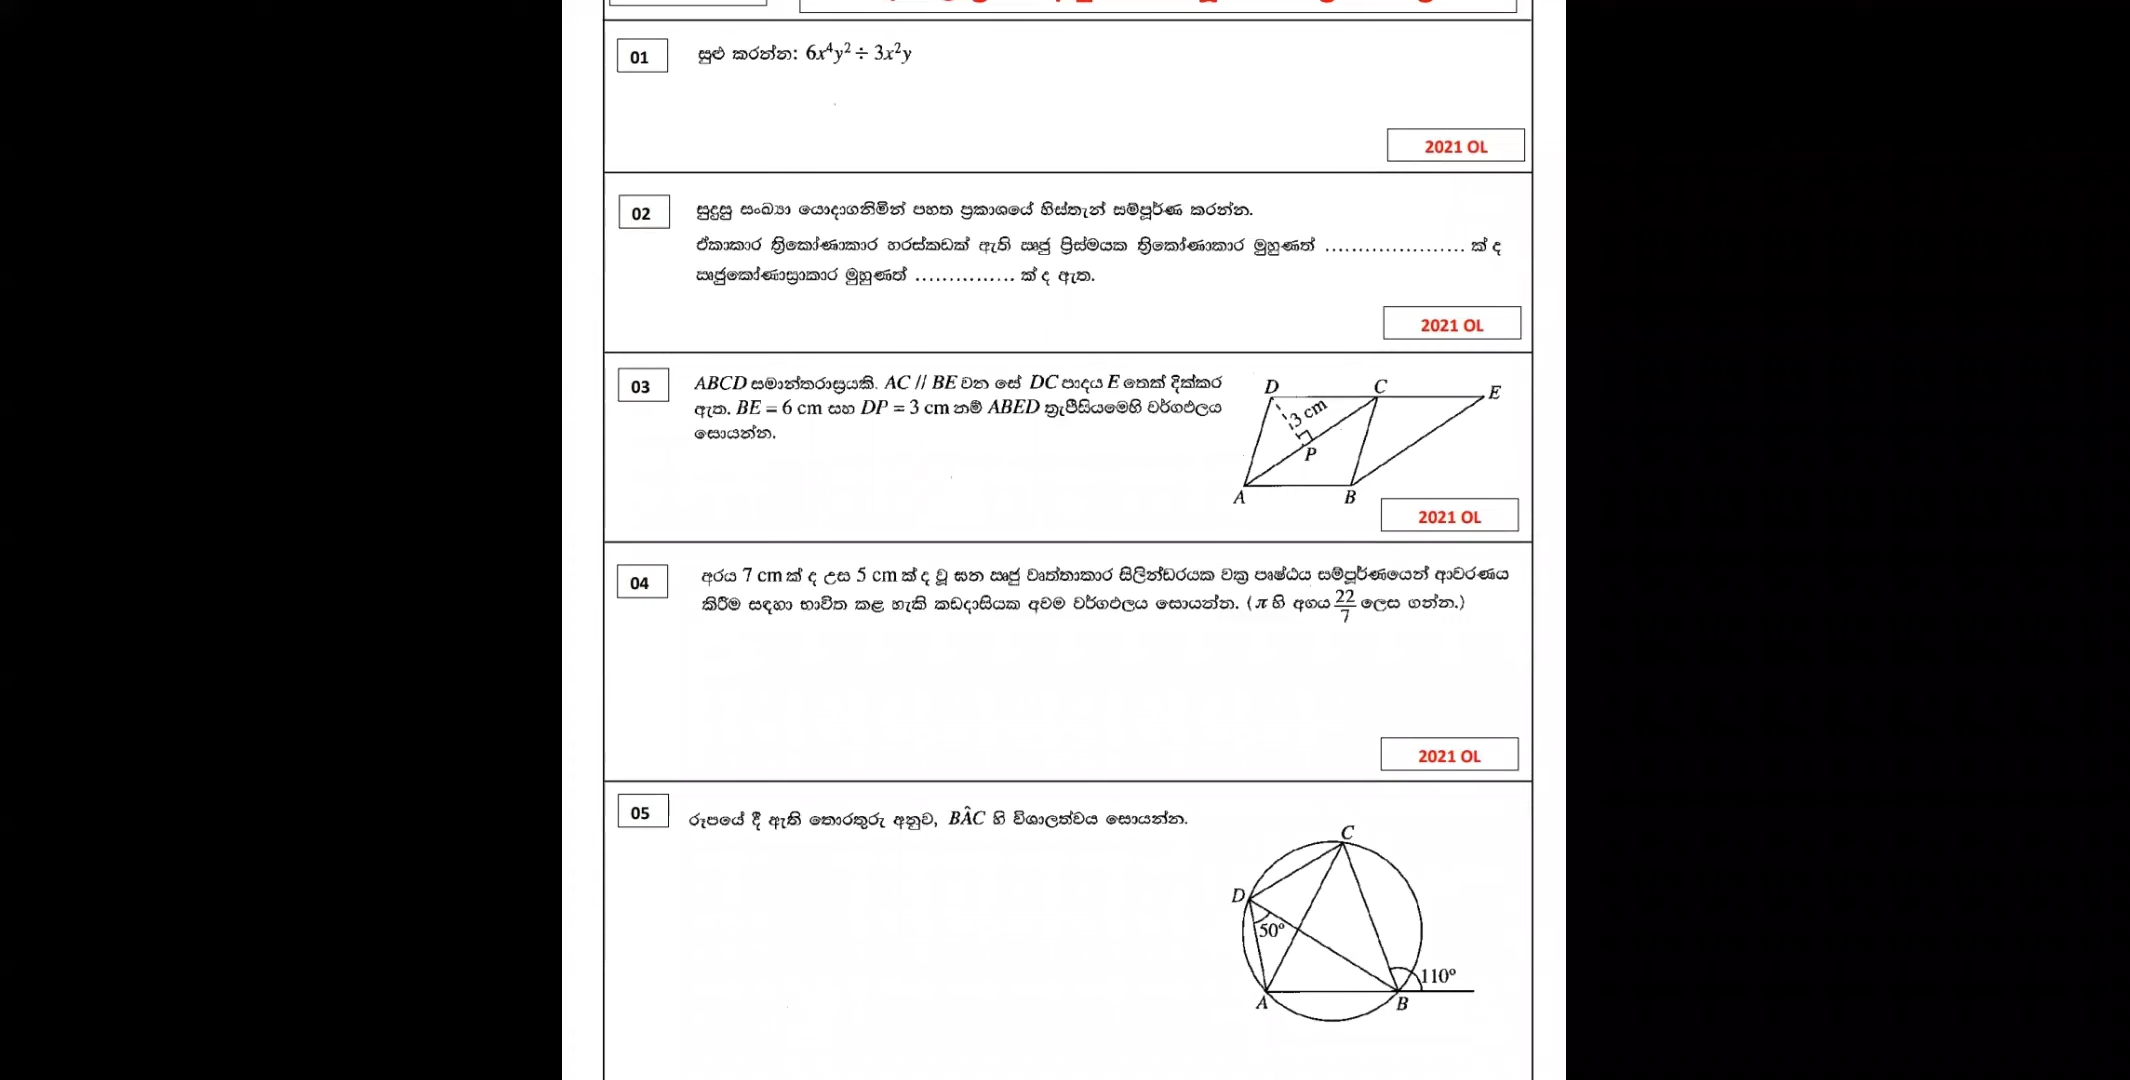 01
සුළු කරන්න: 6x⁴y² ÷ 3x²y
2021 OL
02
සුදුසු සංඛ්‍යා යොදාගනිමින් පහත ප්‍රකාශයේ හිස්තැන් සම්පූර්ණ කරන්න.
ඒකාකාර ත්‍රිකෝණාකාර හරස්කඩක් ඇති සෘජු ප්‍රිස්මයක ත්‍රිකෝණාකාර මුහුණත් ..................... ක් ද
සෘජුකෝණාස්‍රාකාර මුහුණත් ............... ක් ද ඇත.
2021 OL
03
ABCD සමාන්තරාස්‍රයකි. AC // BE වන සේ DC පාදය E තෙක් දික්කර
ඇත. BE = 6 cm සහ DP = 3 cm නම් ABED ත්‍රැපීසියමෙහි වර්ගඵලය
සොයන්න.
D C E
3 cm
P
A B
2021 OL
04
අරය 7 cm ක් ද උස 5 cm ක් ද වූ ඝන සෘජු වෘත්තාකාර සිලින්ඩරයක වක්‍ර පෘෂ්ඨය සම්පූර්ණයෙන් ආවරණය
කිරීම සඳහා භාවිත කළ හැකි කඩදාසියක අවම වර්ගඵලය සොයන්න. (π හි අගය 22/7 ලෙස ගන්න.)
2021 OL
05
රූපයේ දී ඇති තොරතුරු අනුව, BÂC හි විශාලත්වය සොයන්න.
C
D
50°
110°
A B